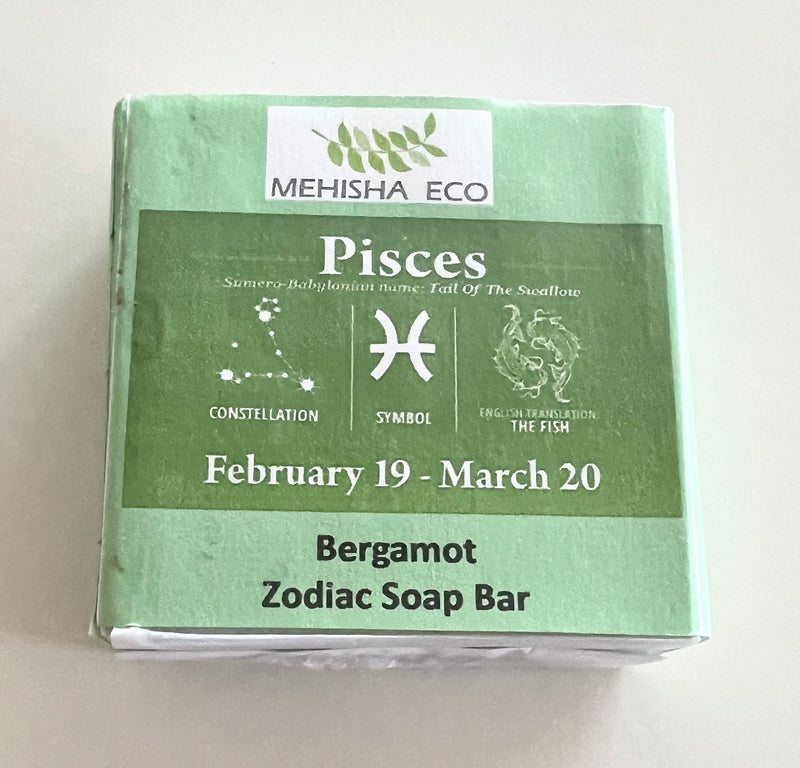 MEHISHA ECO
Pisces
Sumero-Babylonian name: Tail Of The Swallow
CONSTELLATION
SYMBOL
ENGLISH TRANSLATION:
THE FISH
February 19 - March 20
Bergamot
Zodiac Soap Bar